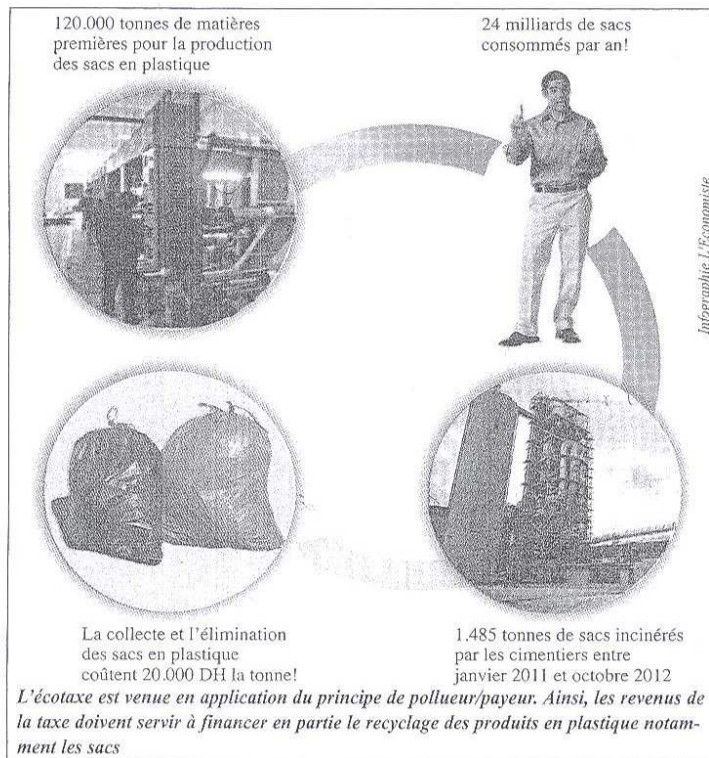 120.000 tonnes de matières
premières pour la production
des sacs en plastique
24 milliards de sacs
consommés par an!
Infographie L'Economiste
La collecte et l'élimination
des sacs en plastique
coûtent 20.000 DH la tonne!
1.485 tonnes de sacs incinérés
par les cimentiers entre
janvier 2011 et octobre 2012
L'écotaxe est venue en application du principe de pollueur/payeur. Ainsi, les revenus de
la taxe doivent servir à financer en partie le recyclage des produits en plastique notam-
ment les sacs